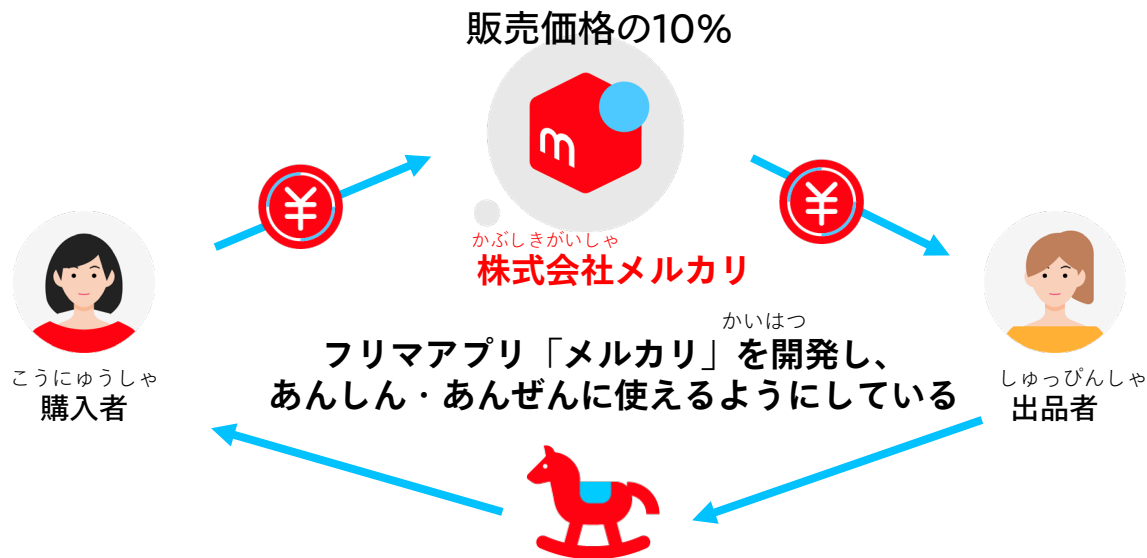 販売価格の10%
m
¥
¥
かぶしきがいしゃ
株式会社メルカリ
かいはつ
フリマアプリ「メルカリ」を開発し、
あんしん・あんぜんに使えるようにしている
こうにゅうしゃ
購入者
しゅっぴんしゃ
出品者